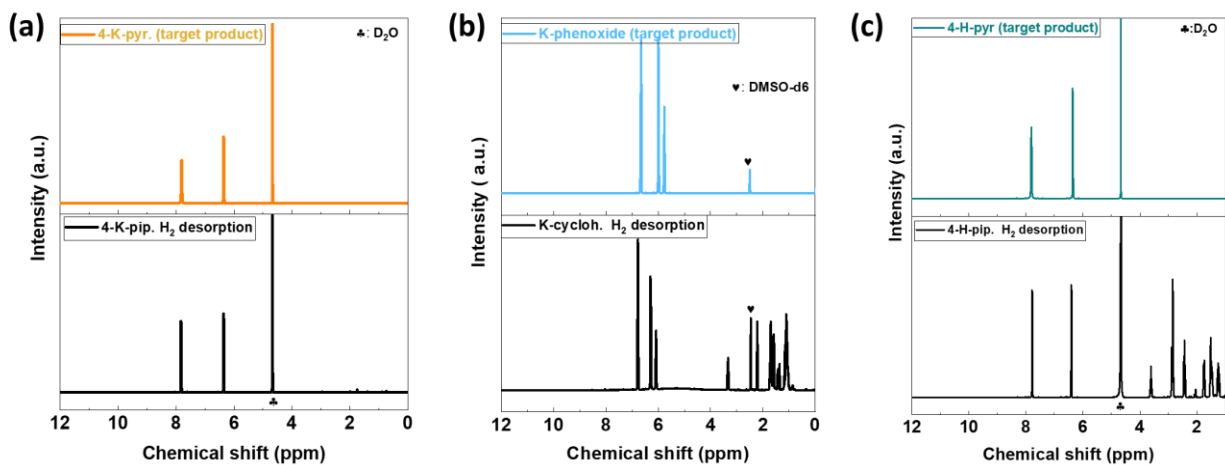 (a)
4-K-pyr. (target product)
♣: D₂O
Intensity (a.u.)
4-K-pip. H₂ desorption
♣
12 8 6 4 2 0
Chemical shift (ppm)
(b)
K-phenoxide (target product)
♥: DMSO-d6
♥
Intensity ( a.u.)
K-cycloh. H₂ desorption
♥
12 8 6 4 2 0
Chemical shift (ppm)
(c)
4-H-pyr (target product)
♣:D₂O
Intensity (a.u.)
4-H-pip. H₂ desorption
♣
12 10 8 6 4 2
Chemical shift (ppm)